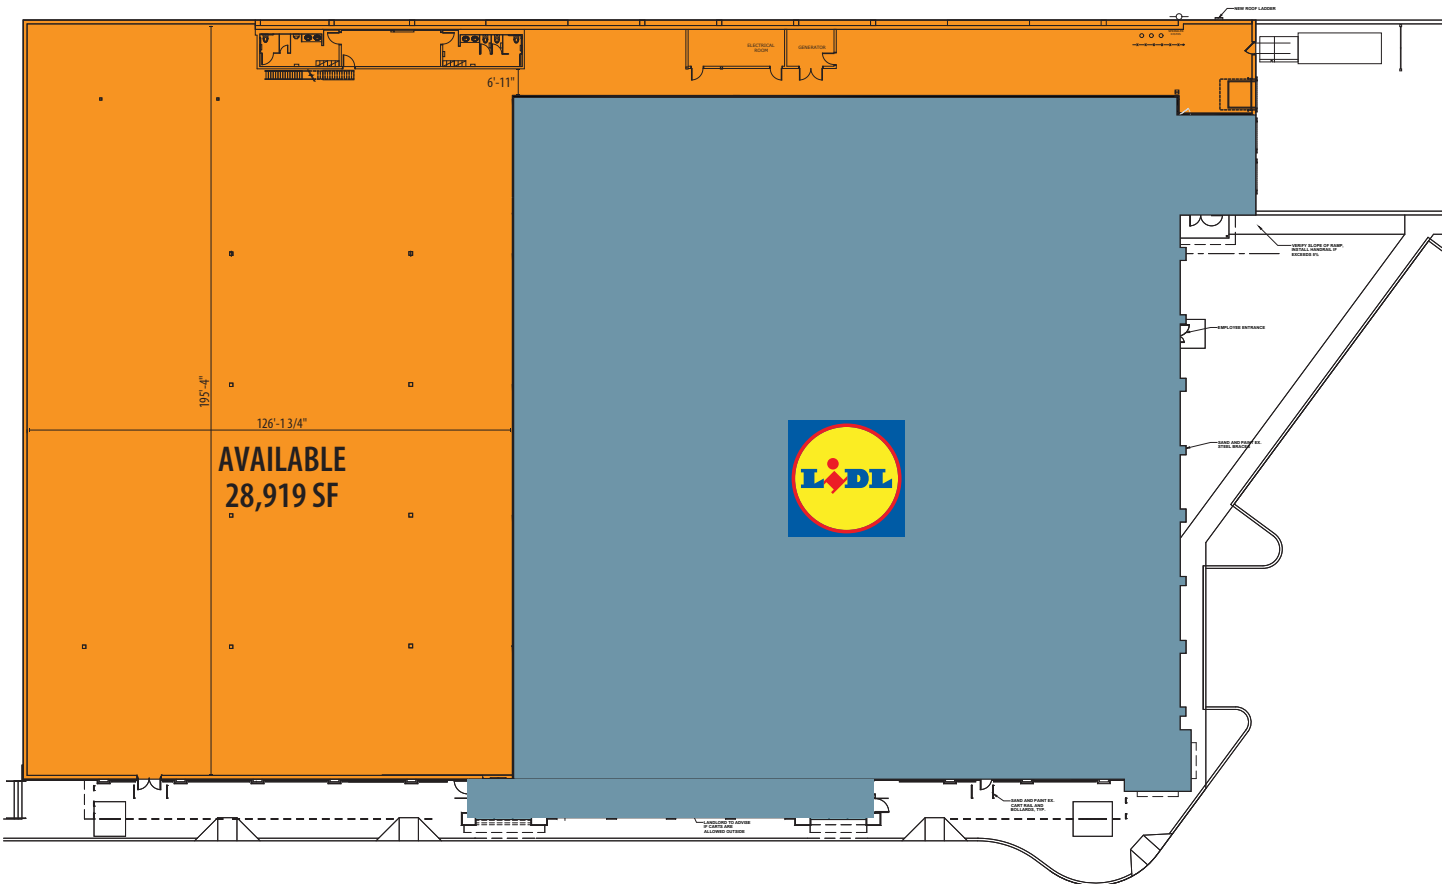 NEW ROOF LADDER
ELECTRICAL
ROOM
GENERATOR
6'-11"
VERIFY SLOPE OF RAMP,
INSTALL HANDRAIL IF
EXCEEDS 5%
EMPLOYEE ENTRANCE
195'-4"
126'-1 3/4"
AVAILABLE
28,919 SF
SAND AND PAINT EX.
STEEL BRACES
LIDL
SAND AND PAINT EX.
CART RAIL AND
BOLLARDS, TYP.
LANDLORD TO ADVISE
IF CARTS ARE
ALLOWED OUTSIDE